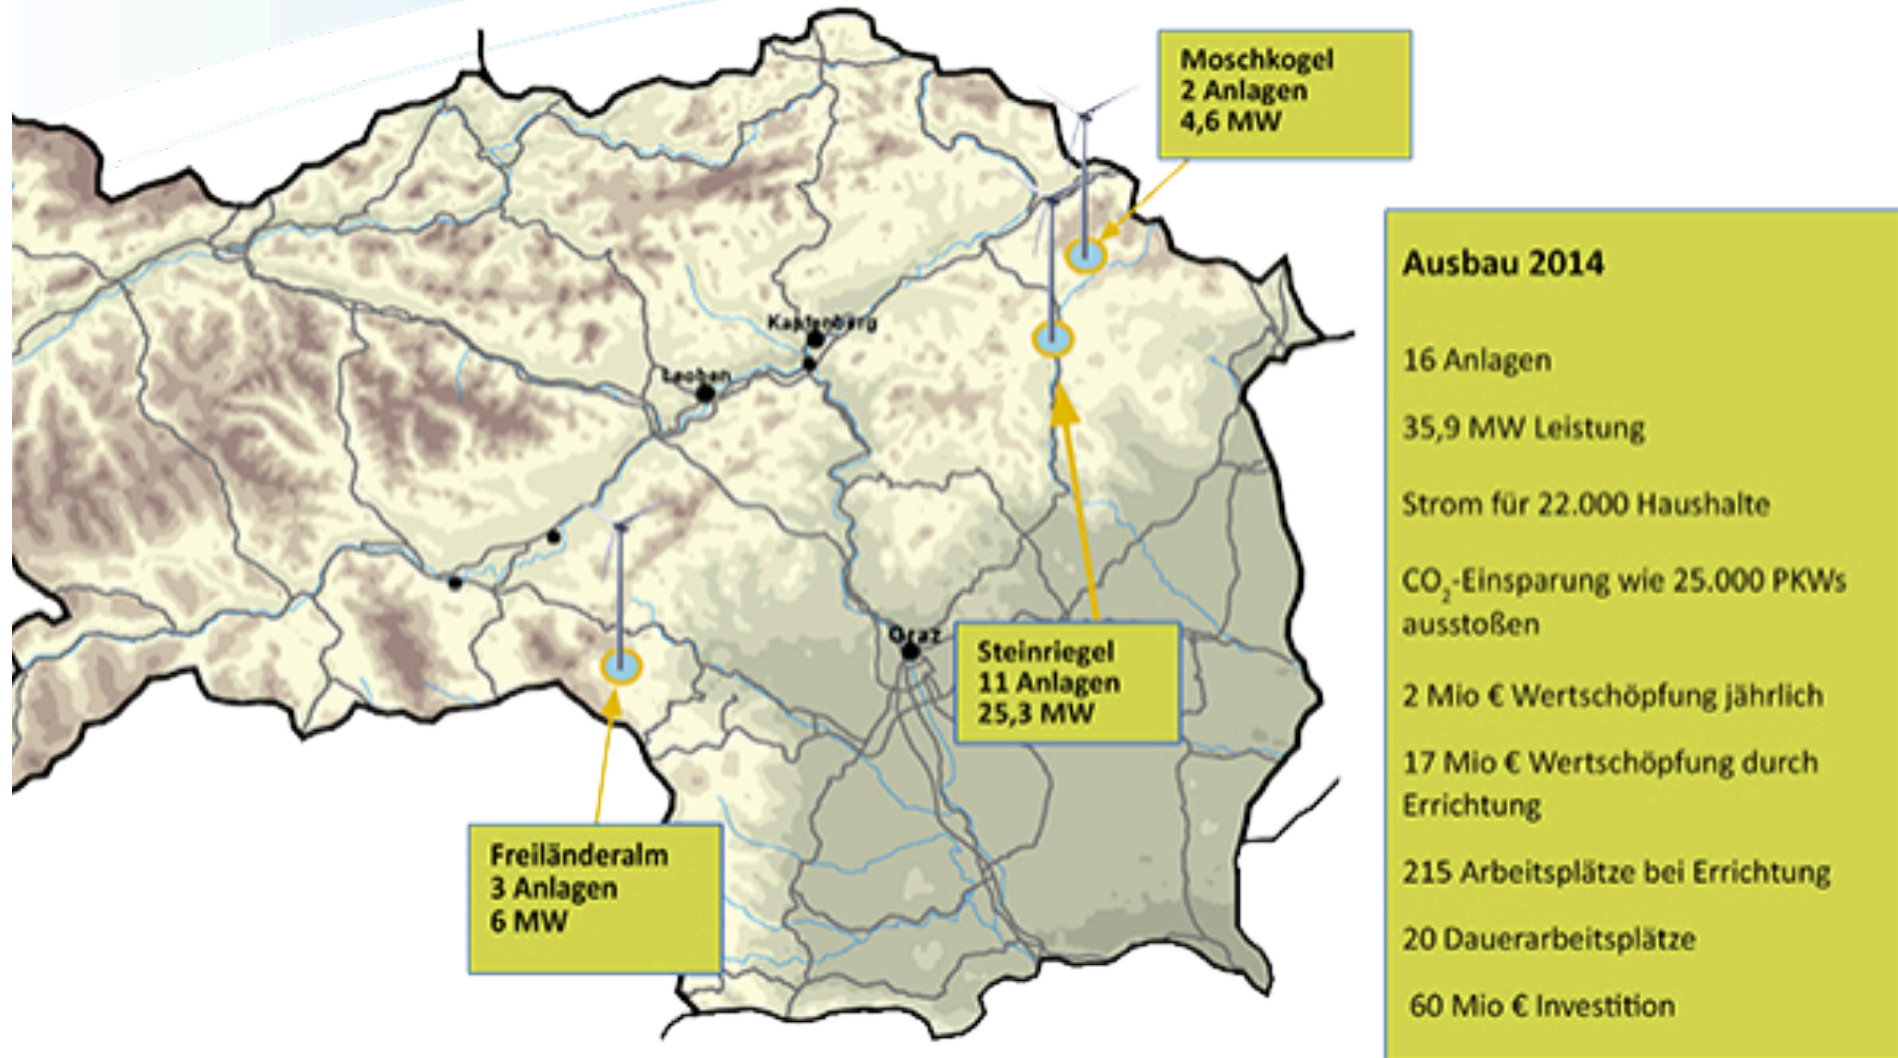 Moschkogel
2 Anlagen
4,6 MW
Kapfenberg
Leoben
Graz
Steinriegel
11 Anlagen
25,3 MW
Freiländeralm
3 Anlagen
6 MW
Ausbau 2014
16 Anlagen
35,9 MW Leistung
Strom für 22.000 Haushalte
CO₂-Einsparung wie 25.000 PKWs
ausstoßen
2 Mio € Wertschöpfung jährlich
17 Mio € Wertschöpfung durch
Errichtung
215 Arbeitsplätze bei Errichtung
20 Dauerarbeitsplätze
60 Mio € Investition